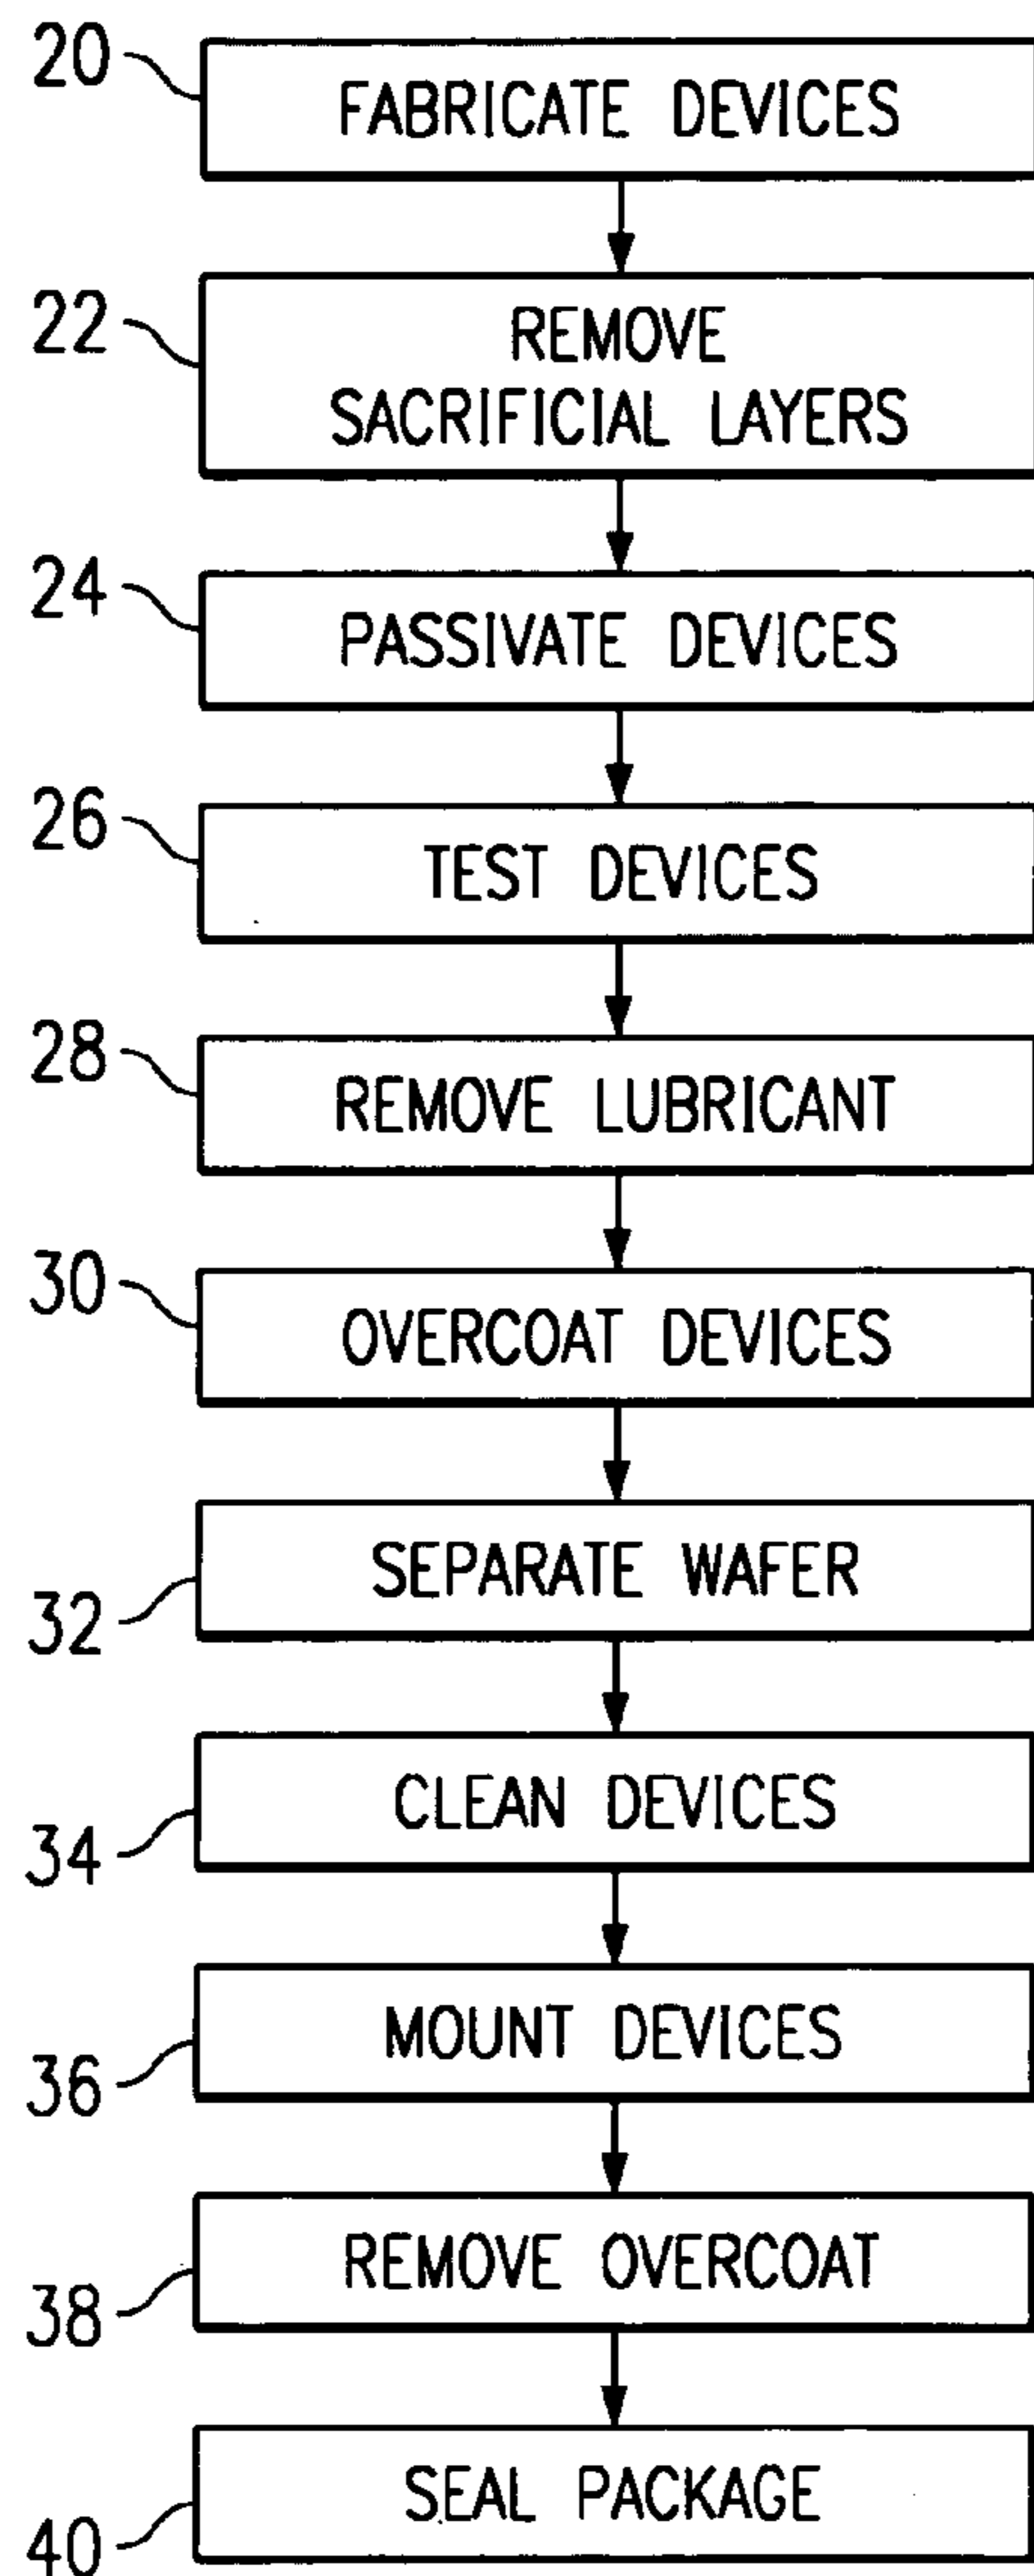 20
FABRICATE DEVICES
22
REMOVE
SACRIFICIAL LAYERS
24
PASSIVATE DEVICES
26
TEST DEVICES
28
REMOVE LUBRICANT
30
OVERCOAT DEVICES
SEPARATE WAFER
32
CLEAN DEVICES
34
MOUNT DEVICES
36
REMOVE OVERCOAT
38
SEAL PACKAGE
40